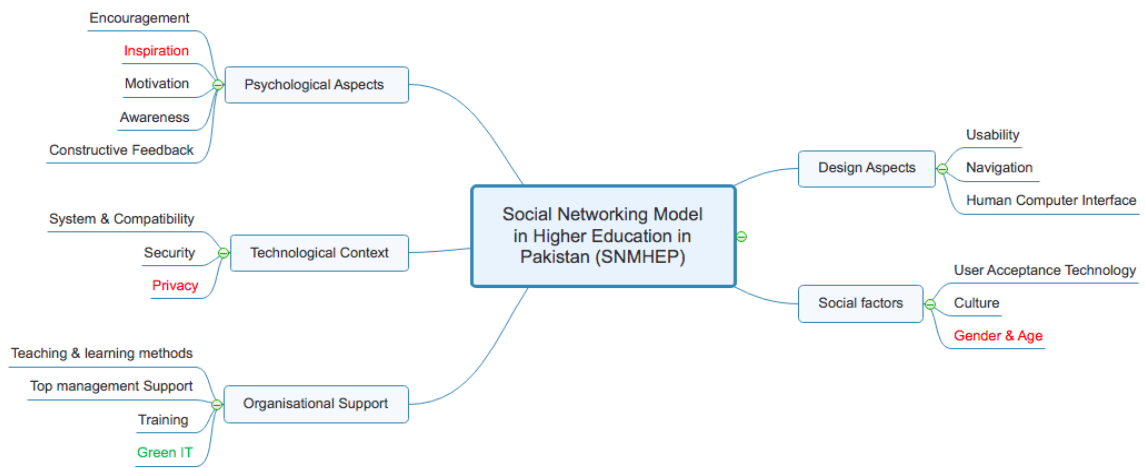 Encouragement
Inspiration
Motivation
Awareness
Constructive Feedback
Psychological Aspects
System & Compatibility
Security
Privacy
Technological Context
Teaching & learning methods
Top management Support
Training
Green IT
Organisational Support
Social Networking Model
in Higher Education in
Pakistan (SNMHEP)
Design Aspects
Usability
Navigation
Human Computer Interface
Social factors
User Acceptance Technology
Culture
Gender & Age